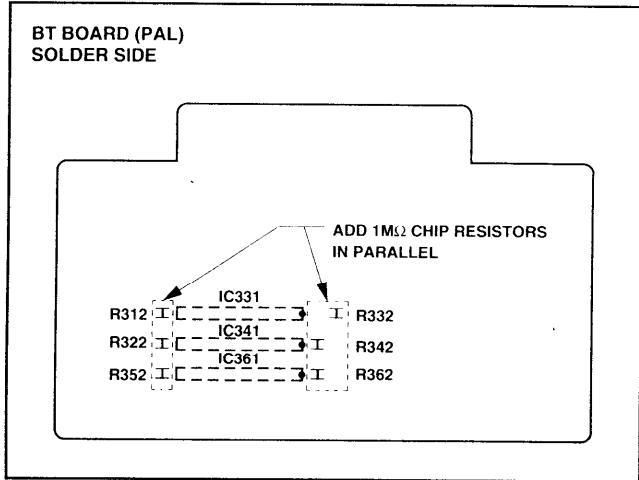 BT BOARD (PAL)
SOLDER SIDE
ADD 1MΩ CHIP RESISTORS
IN PARALLEL
IC331
R312
R332
IC341
R322
R342
IC361
R352
R362